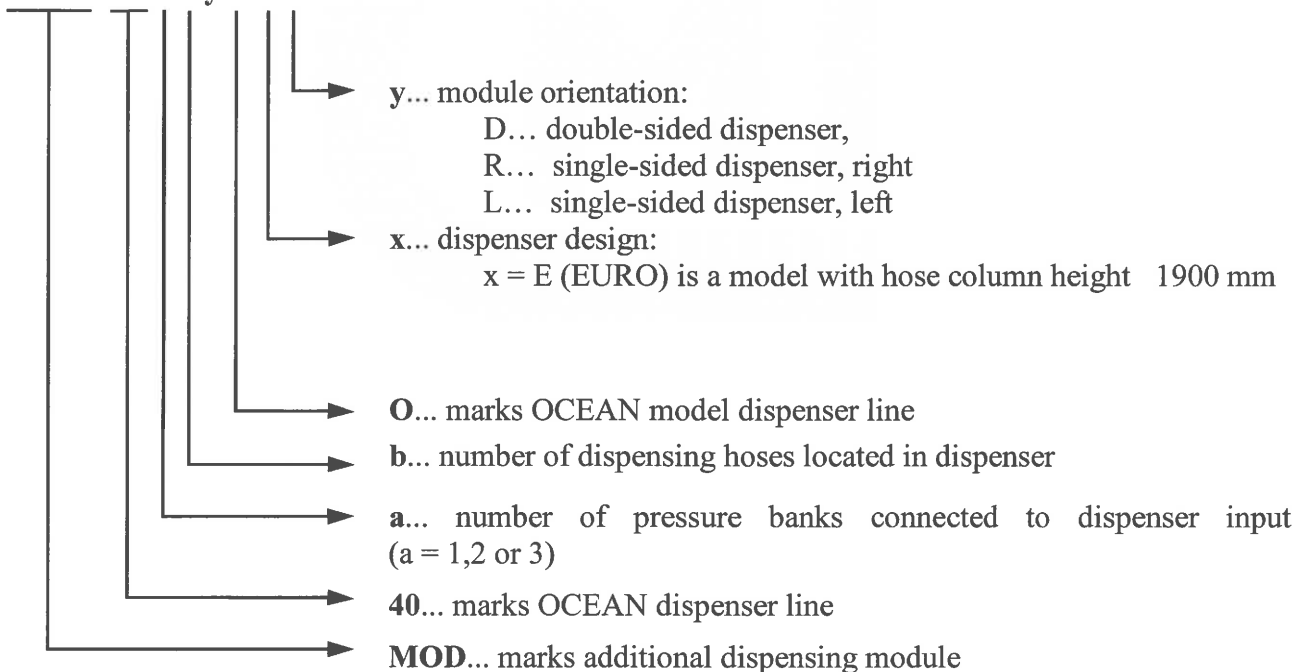 y... module orientation:
D... double-sided dispenser,
R... single-sided dispenser, right
L... single-sided dispenser, left
x... dispenser design:
x = E (EURO) is a model with hose column height 1900 mm
O... marks OCEAN model dispenser line
b... number of dispensing hoses located in dispenser
a... number of pressure banks connected to dispenser input
(a = 1,2 or 3)
40... marks OCEAN dispenser line
MOD... marks additional dispensing module